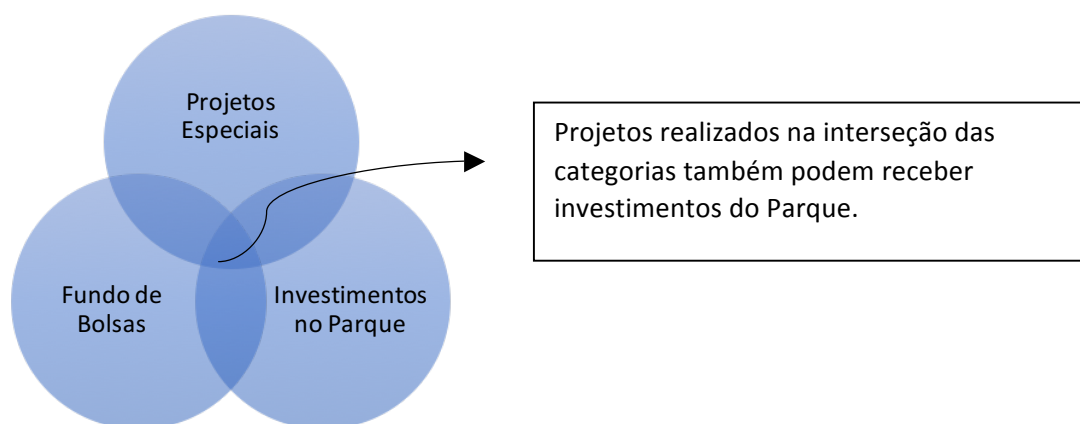 Projetos
Especiais
Projetos realizados na interseção das
categorias também podem receber
investimentos do Parque.
Fundo de
Bolsas
Investimentos
no Parque